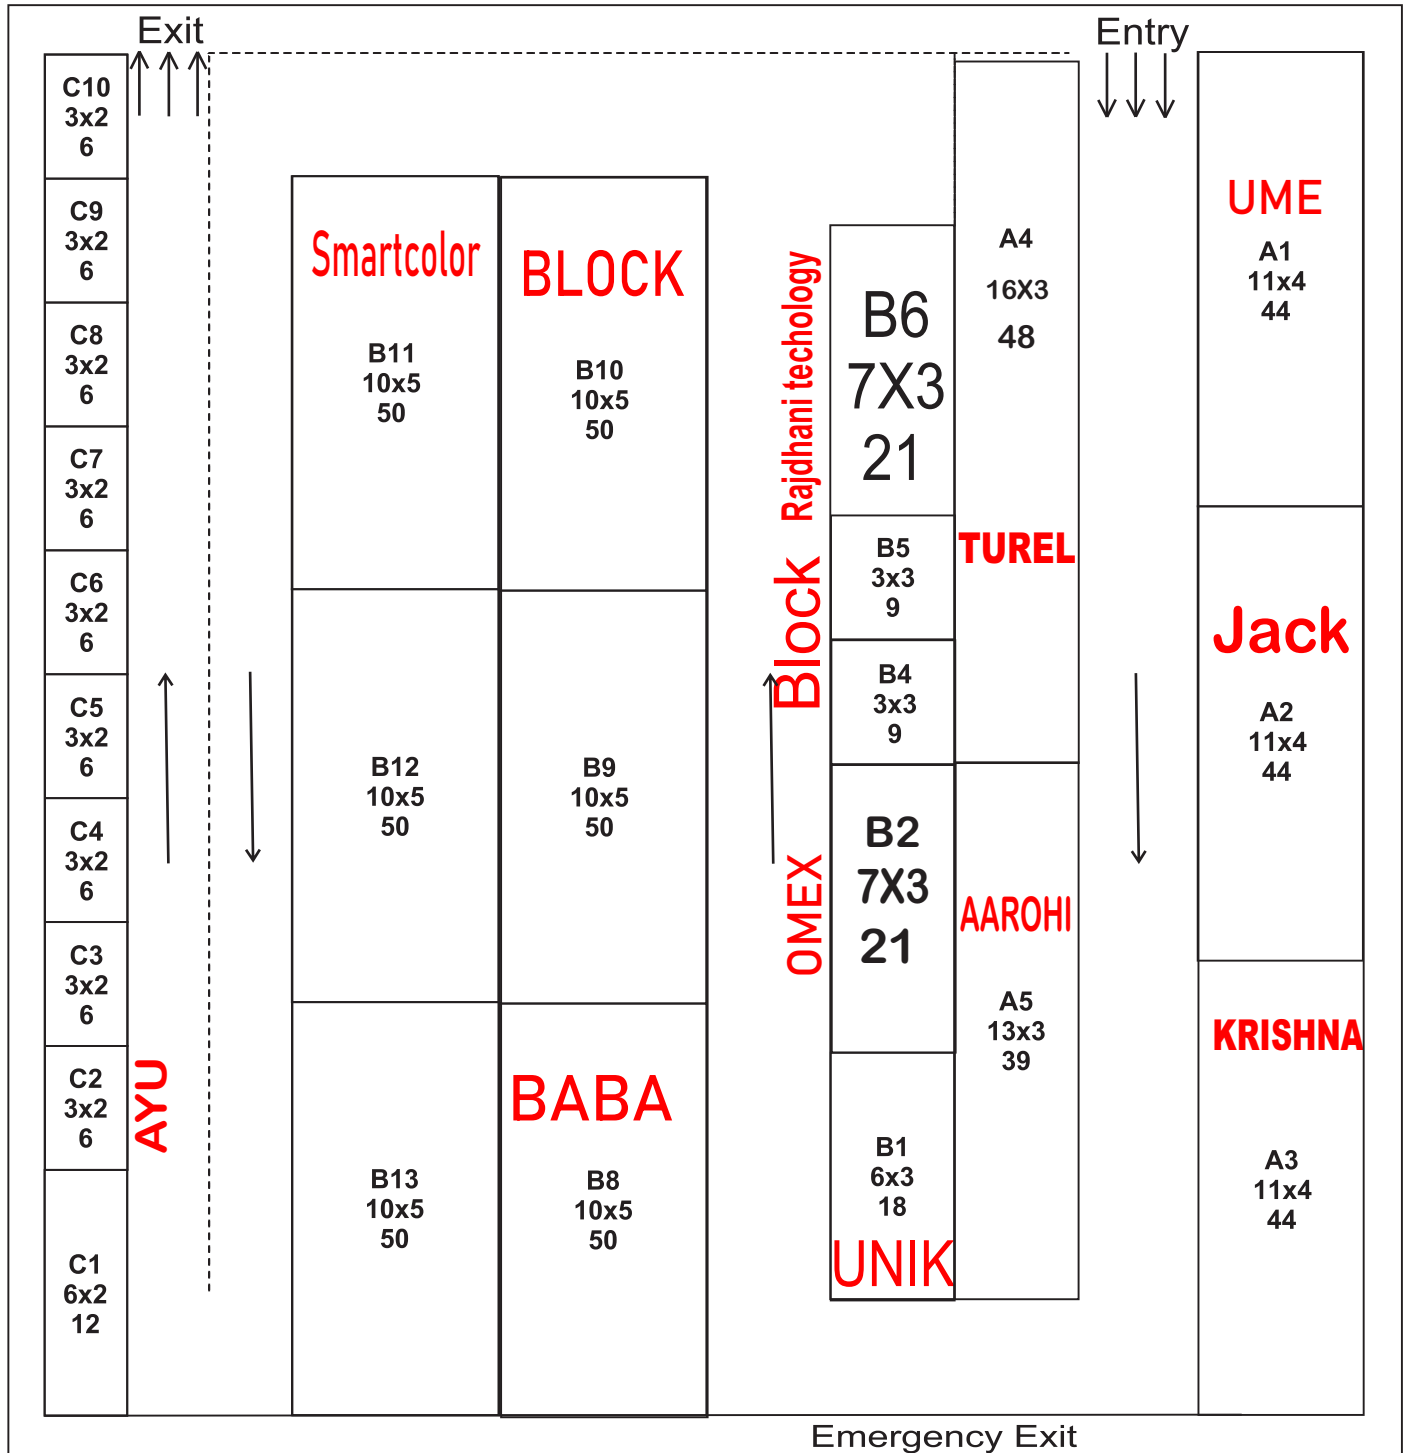 Exit
Entry
C10
3x2
6
C9
3x2
6
C8
3x2
6
C7
3x2
6
C6
3x2
6
C5
3x2
6
C4
3x2
6
C3
3x2
6
C2
3x2
6
AYU
C1
6x2
12
Smartcolor
B11
10x5
50
B12
10x5
50
B13
10x5
50
BLOCK
B10
10x5
50
B9
10x5
50
BABA
B8
10x5
50
Rajdhani techology
B6
7X3
21
Block
B5
3x3
9
B4
3x3
9
OMEX
B2
7X3
21
B1
6x3
18
UNIK
A4
16X3
48
TUREL
AAROHI
A5
13x3
39
UME
A1
11x4
44
Jack
A2
11x4
44
KRISHNA
A3
11x4
44
Emergency Exit